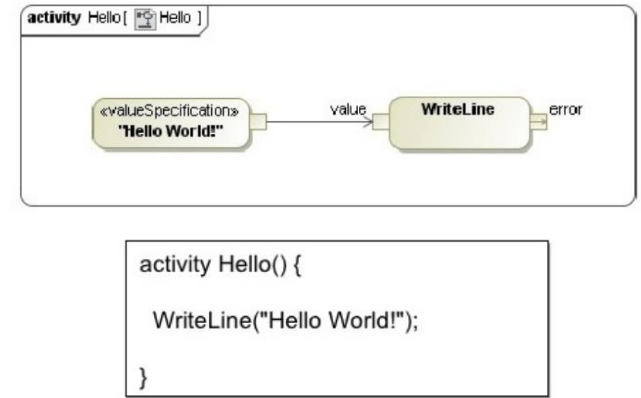 activity Hello[ Hello ]
«valueSpecification»
"Hello World!"
value
WriteLine
error
activity Hello() {
WriteLine("Hello World!");
}